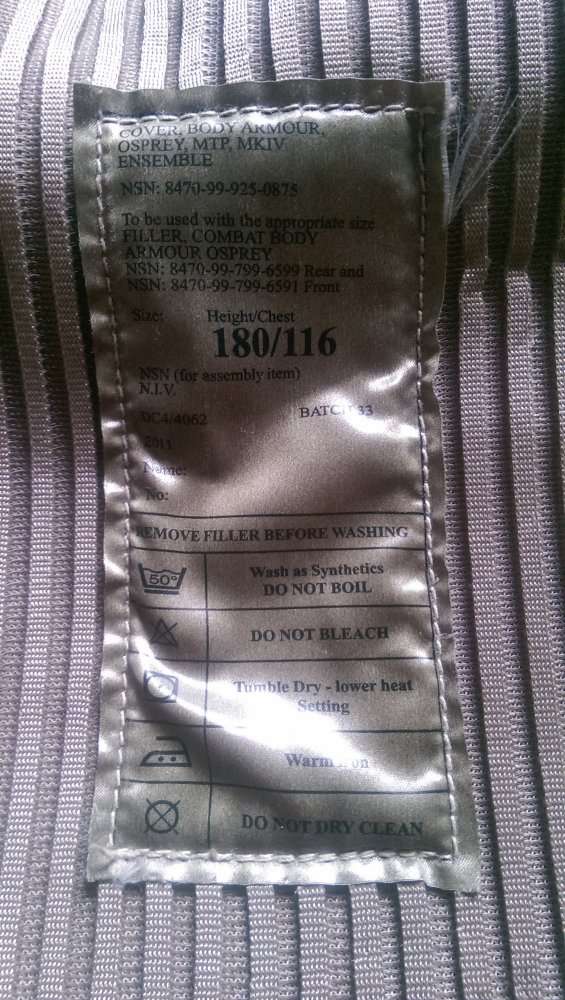 COVER, BODY ARMOUR,
OSPREY, MTP, MKIV
ENSEMBLE
NSN: 8470-99-925-0875
To be used with the appropriate size
FILLER, COMBAT BODY
ARMOUR OSPREY
NSN: 8470-99-799-6599 Rear and
NSN: 8470-99-799-6591 Front
Size: Height/Chest
180/116
NSN (for assembly item)
N.I.V.
DC4/4062 BATCH 33
2011
Name:
No:
REMOVE FILLER BEFORE WASHING
50° Wash as Synthetics
DO NOT BOIL
DO NOT BLEACH
Tumble Dry - lower heat
Setting
Warm Iron
DO NOT DRY CLEAN